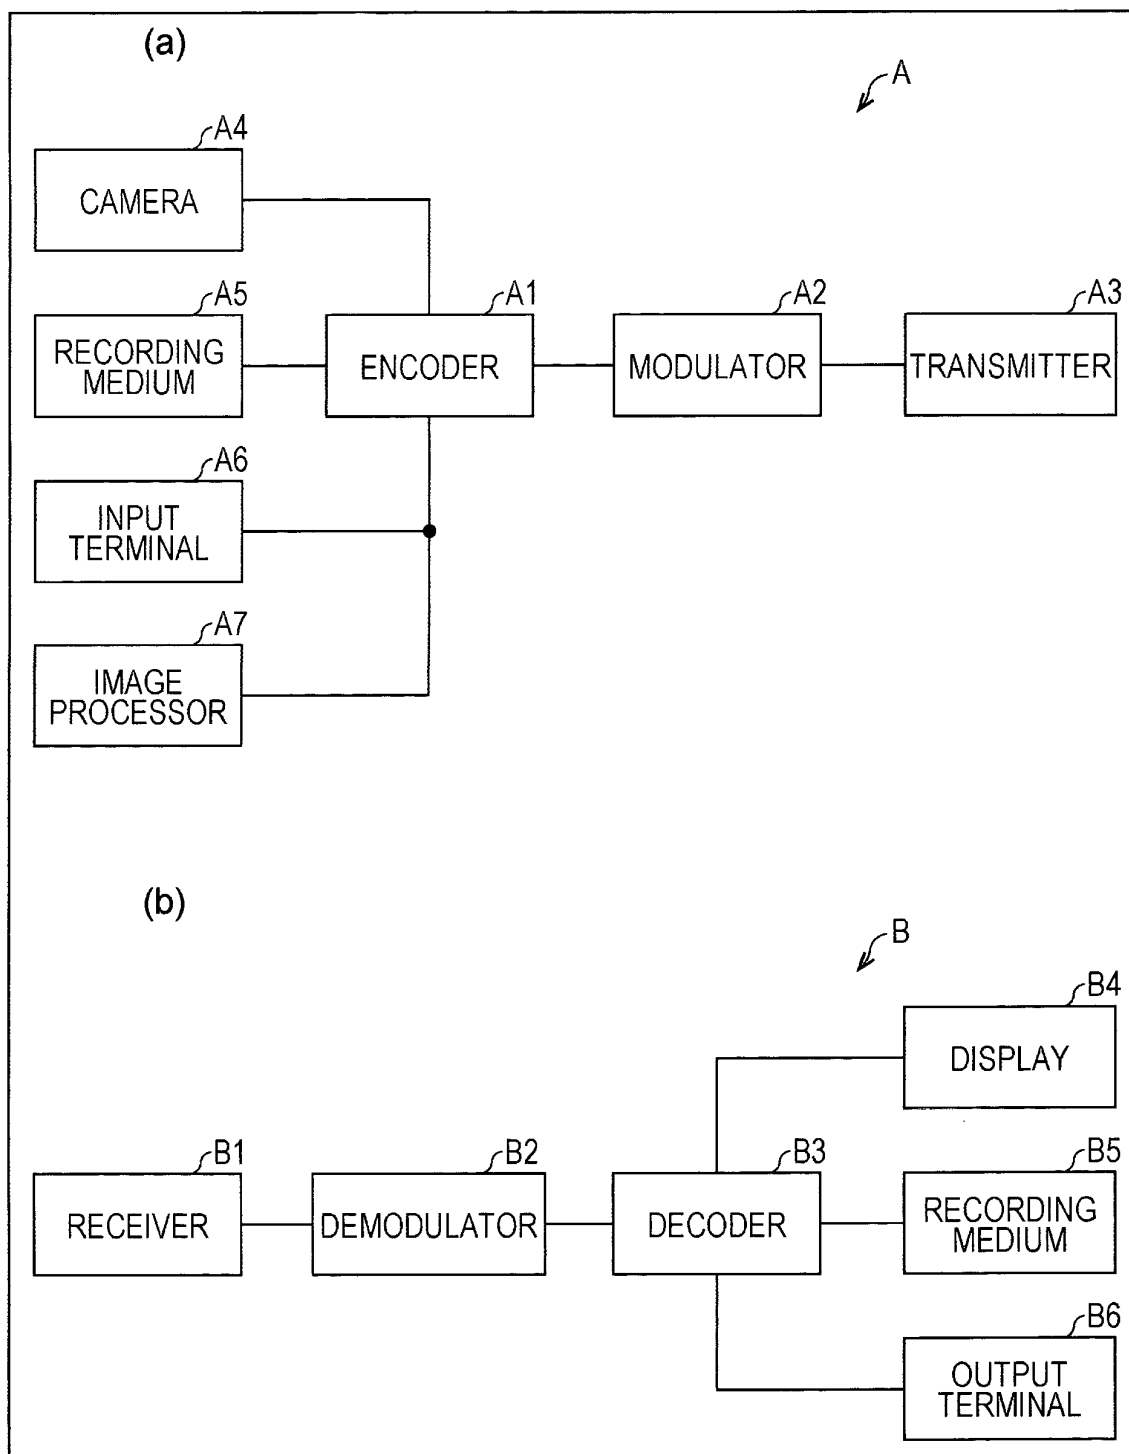 (a)
A
A4
CAMERA
A5
RECORDING
MEDIUM
A1
ENCODER
A2
MODULATOR
A3
TRANSMITTER
A6
INPUT
TERMINAL
A7
IMAGE
PROCESSOR
(b)
B
B4
DISPLAY
B1
RECEIVER
B2
DEMODULATOR
B3
DECODER
B5
RECORDING
MEDIUM
B6
OUTPUT
TERMINAL